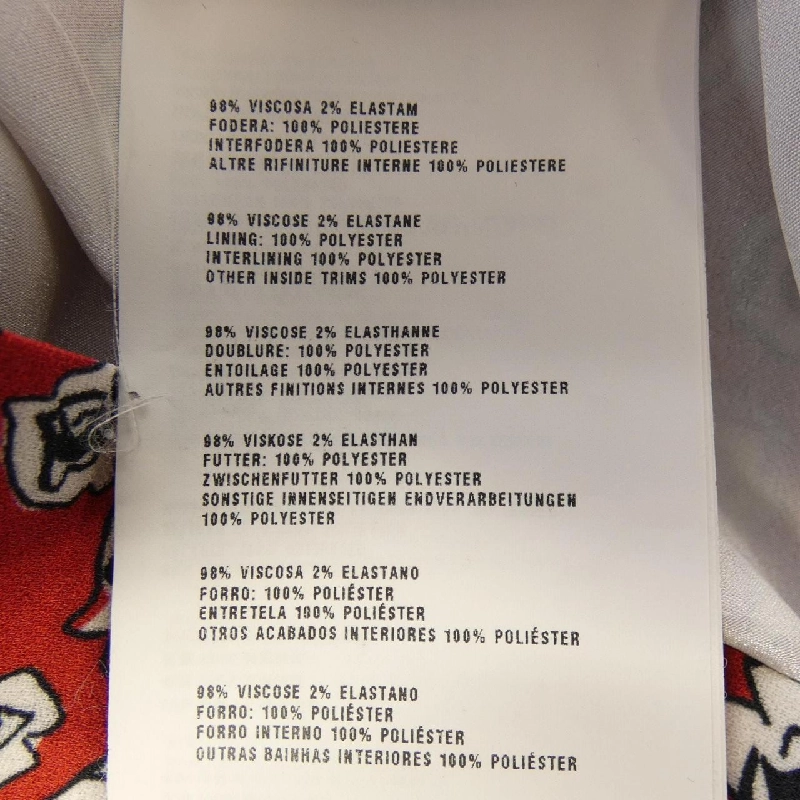 98% VISCOSA 2% ELASTAM
FODERA: 100% POLIESTERE
INTERFODERA 100% POLIESTERE
ALTRE RIFINITURE INTERNE 100% POLIESTERE
98% VISCOSE 2% ELASTANE
LINING: 100% POLYESTER
INTERLINING 100% POLYESTER
OTHER INSIDE TRIMS 100% POLYESTER
98% VISCOSE 2% ELASTHANNE
DOUBLURE: 100% POLYESTER
ENTOILAGE 100% POLYESTER
AUTRES FINITIONS INTERNES 100% POLYESTER
98% VISKOSE 2% ELASTHAN
FUTTER: 100% POLYESTER
ZWISCHENFUTTER 100% POLYESTER
SONSTIGE INNENSEITIGEN ENDVERARBEITUNGEN
100% POLYESTER
98% VISCOSA 2% ELASTANO
FORRO: 100% POLIÉSTER
ENTRETELA 100% POLIÉSTER
OTROS ACABADOS INTERIORES 100% POLIÉSTER
98% VISCOSE 2% ELASTANO
FORRO: 100% POLIÉSTER
FORRO INTERNO 100% POLIÉSTER
OUTRAS BAINHAS INTERIORES 100% POLIÉSTER